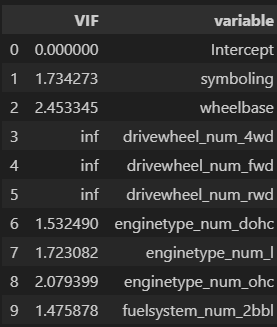 VIF variable
0 0.000000 Intercept
1 1.734273 symboling
2 2.453345 wheelbase
3 inf drivewheel_num_4wd
4 inf drivewheel_num_fwd
5 inf drivewheel_num_rwd
6 1.532490 enginetype_num_dohc
7 1.723082 enginetype_num_l
8 2.079399 enginetype_num_ohc
9 1.475878 fuelsystem_num_2bbl